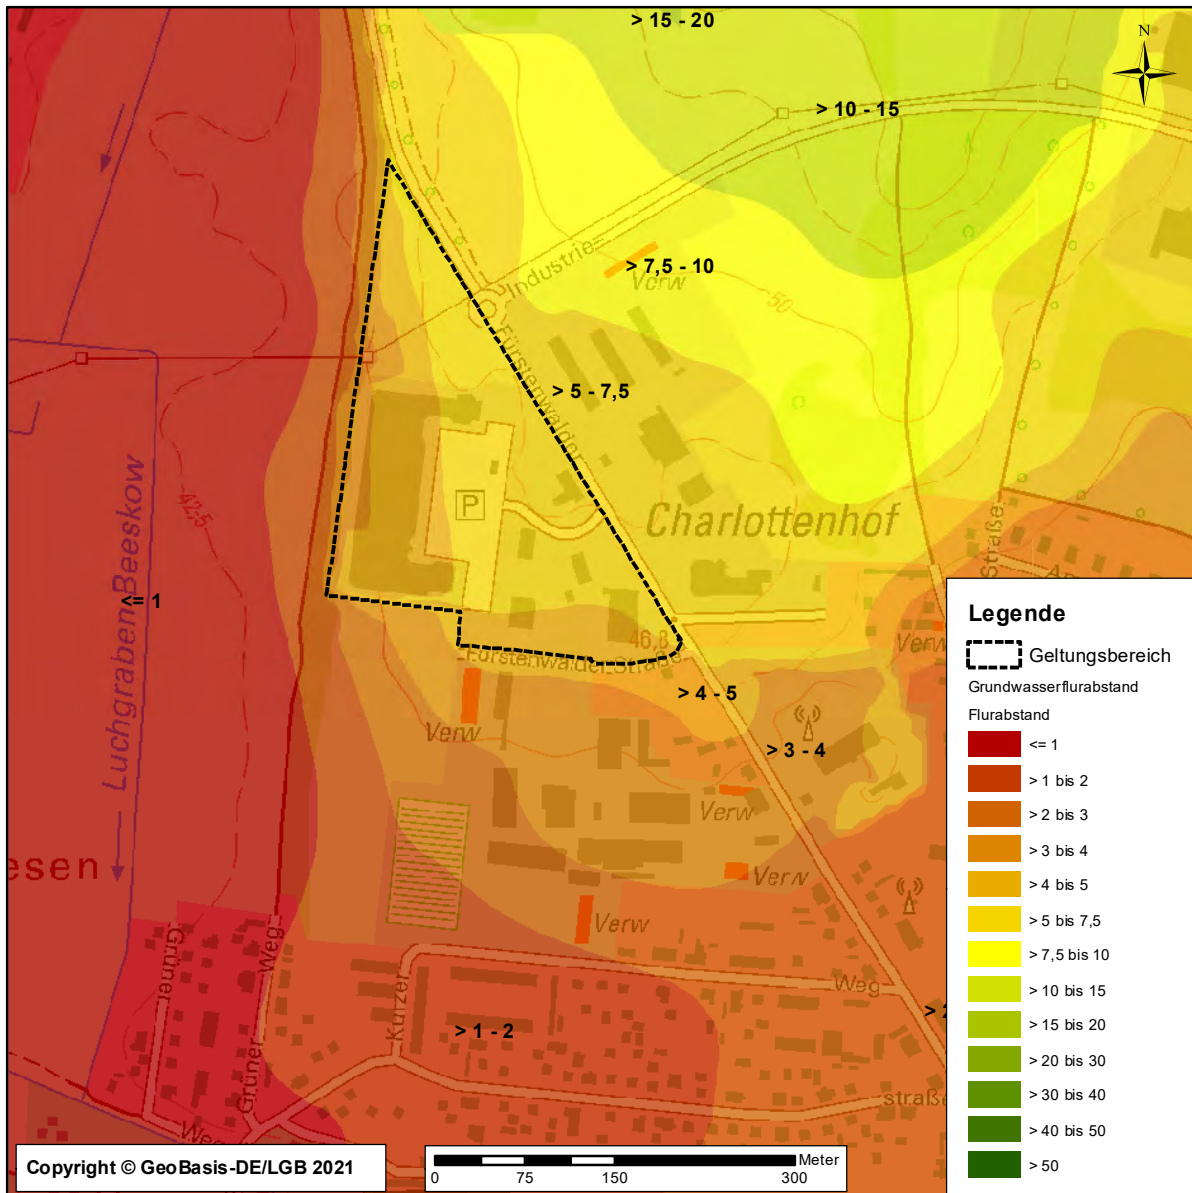 > 15 - 20
N
> 10 - 15
Industrie-
> 7,5 - 10
Verw
50
Fürstenwalder
> 5 - 7,5
P
42,5
Charlottenhof
Luchgraben Beeskow
<= 1
Straße
Verw
46,8
Fürstenwalder Straße
> 4 - 5
Verw
> 3 - 4
Verw
Verw
Verw
esen
Grüner
Weg
Weg
Kurzer
> 1 - 2
Grüner
straße
Weg
Legende
Geltungsbereich
Grundwasserflurabstand
Flurabstand
<= 1
> 1 bis 2
> 2 bis 3
> 3 bis 4
> 4 bis 5
> 5 bis 7,5
> 7,5 bis 10
> 10 bis 15
> 15 bis 20
> 20 bis 30
> 30 bis 40
> 40 bis 50
> 50
Copyright © GeoBasis-DE/LGB 2021
Meter
0 75 150 300